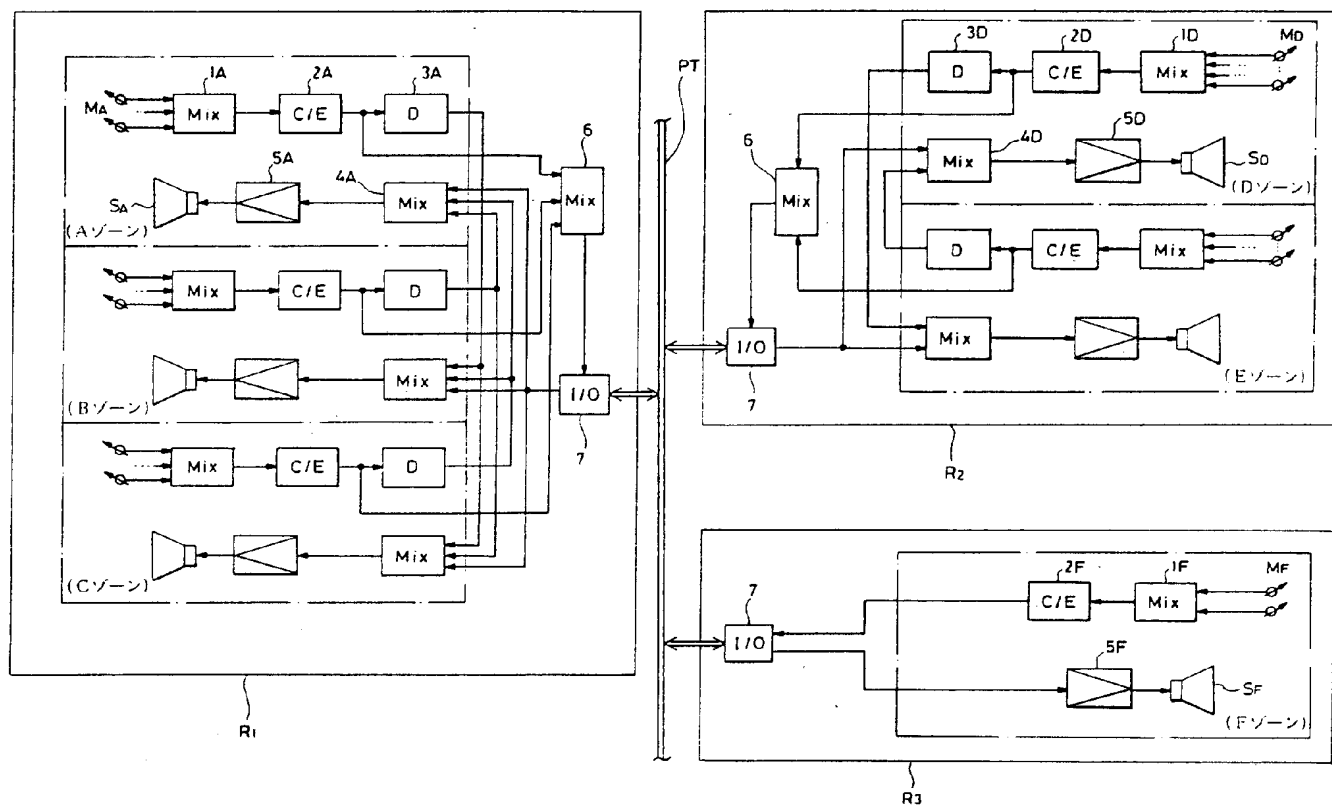 1A 2A 3A
MA Mix C/E D
5A 4A 6
SA Mix Mix
(Aゾーン)
Mix C/E D
Mix
(Bゾーン)
I/O
7
Mix C/E D
Mix
(Cゾーン)
R1
PT
3D 2D 1D MD
D C/E Mix
6 4D 5D
Mix Mix SD
(Dゾーン)
D C/E Mix
I/O Mix
7
(Eゾーン)
R2
2F 1F MF
7 C/E Mix
I/O
5F
SF
(Fゾーン)
R3